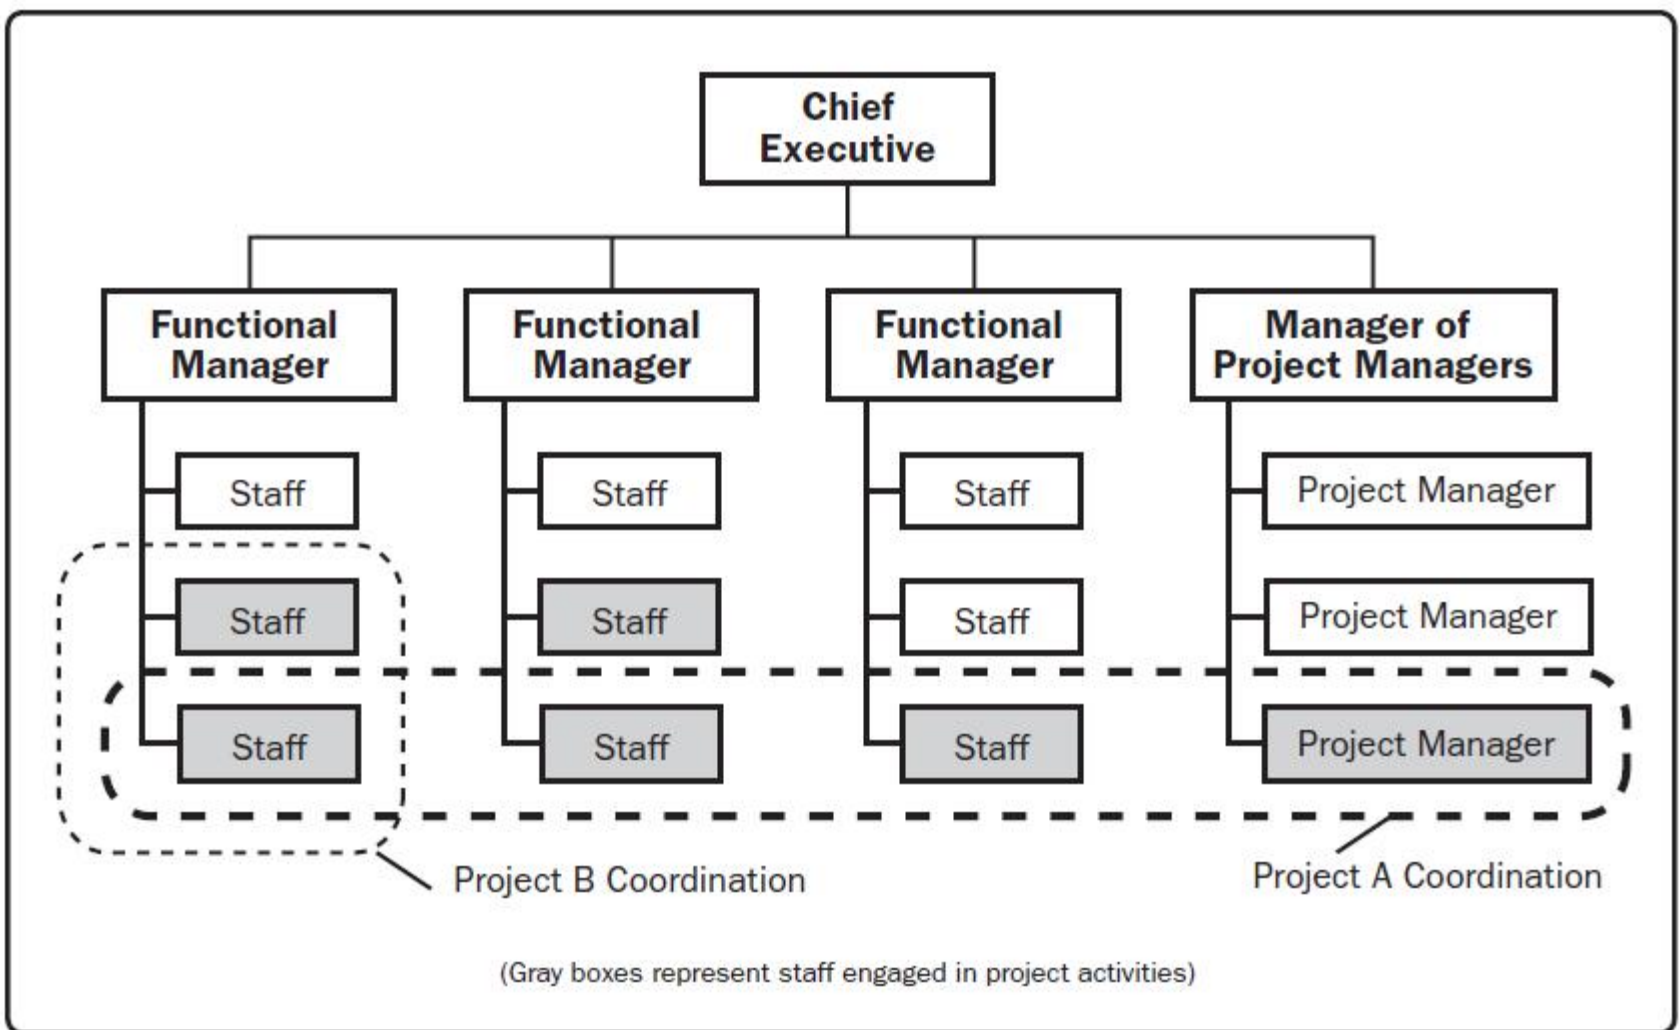 Chief
Executive
Functional
Manager
Functional
Manager
Functional
Manager
Manager of
Project Managers
Staff
Staff
Staff
Project Manager
Staff
Staff
Staff
Project Manager
Staff
Staff
Staff
Project Manager
Project B Coordination
Project A Coordination
(Gray boxes represent staff engaged in project activities)